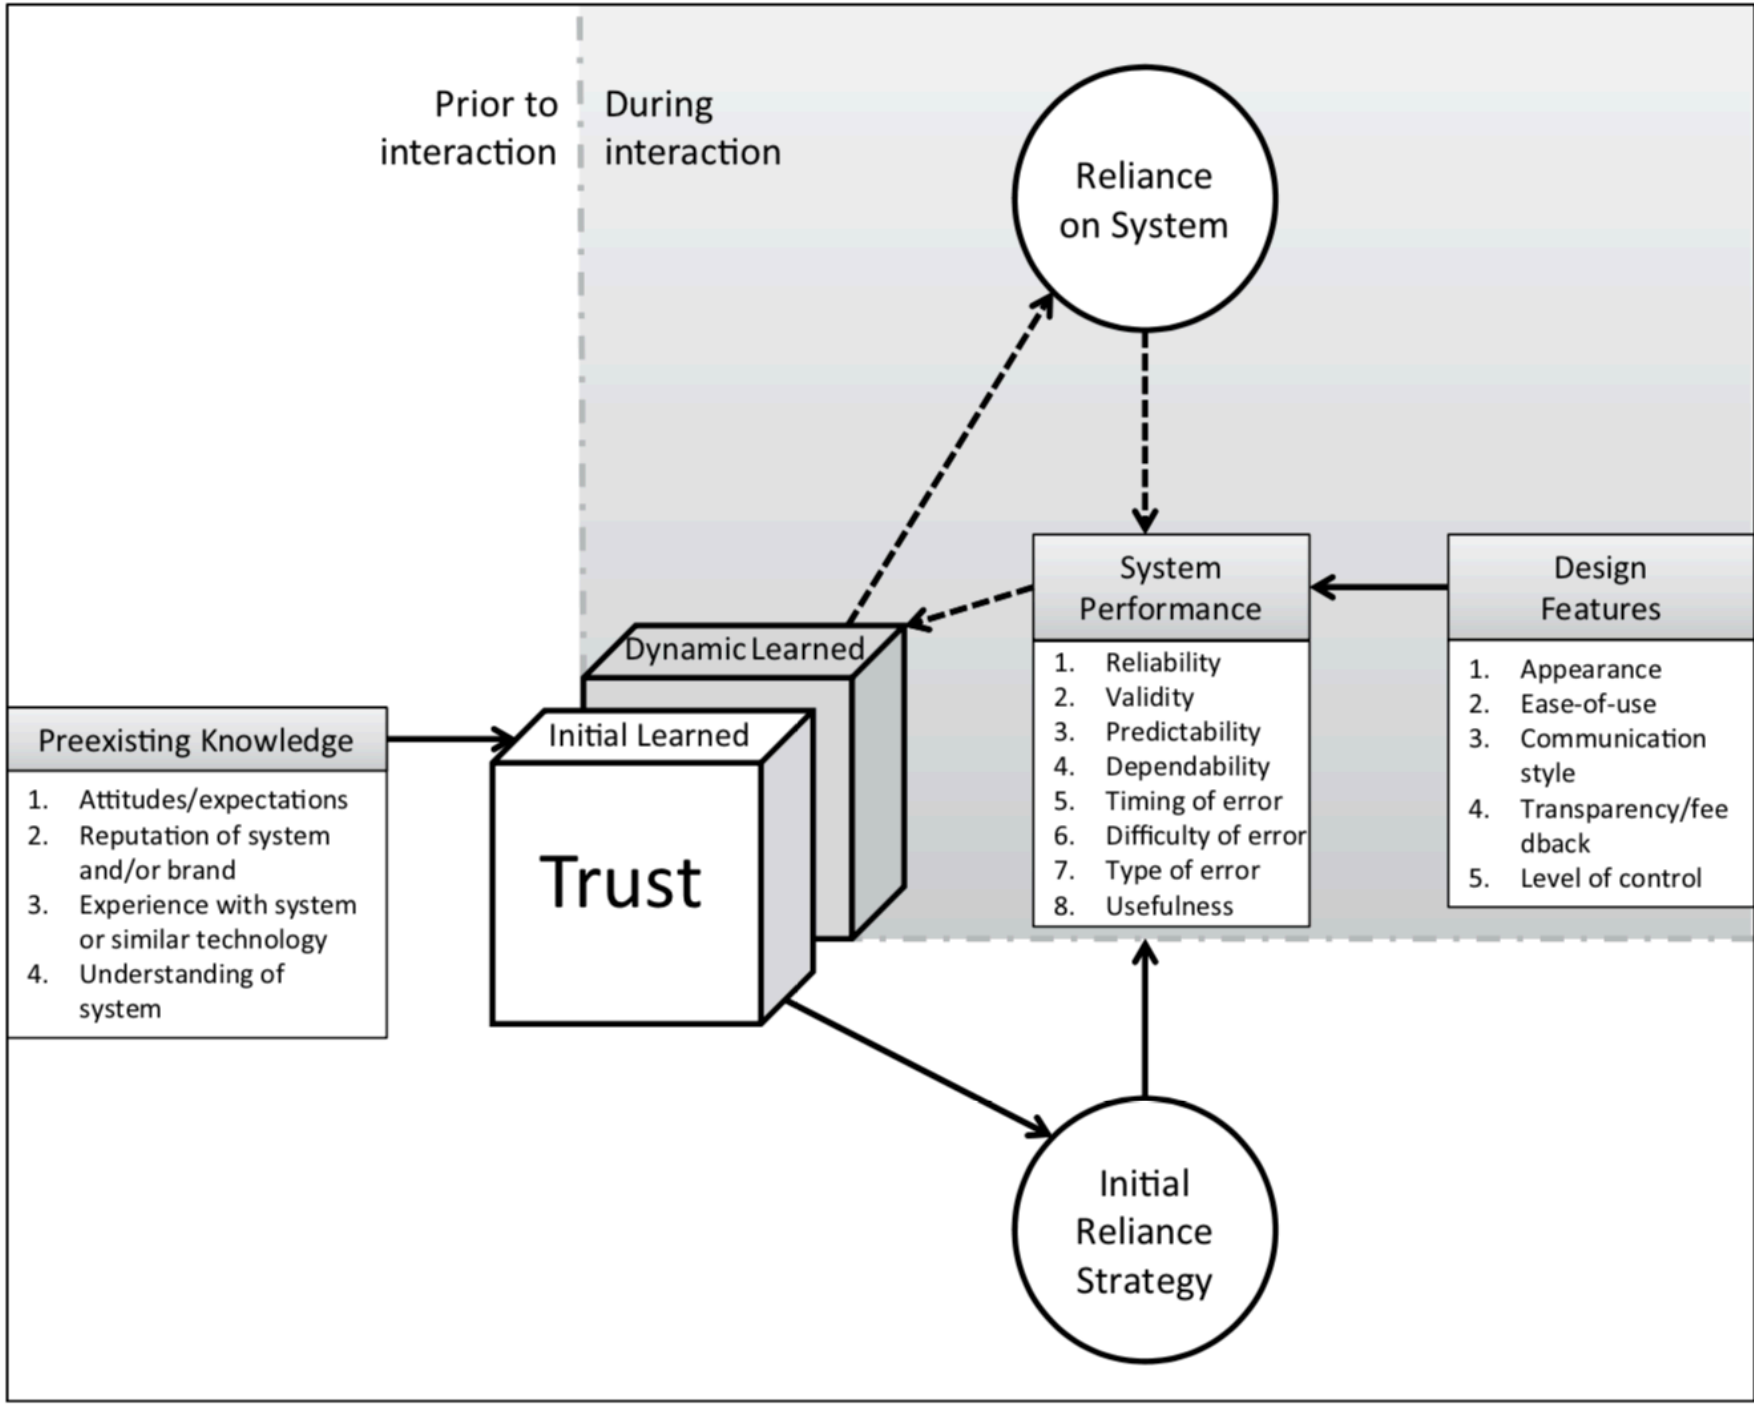 Prior to
interaction
During
interaction
Reliance
on System
System
Performance
1. Reliability
2. Validity
3. Predictability
4. Dependability
5. Timing of error
6. Difficulty of error
7. Type of error
8. Usefulness
Design
Features
1. Appearance
2. Ease-of-use
3. Communication
style
4. Transparency/fee
dback
5. Level of control
Dynamic Learned
Initial Learned
Trust
Preexisting Knowledge
1. Attitudes/expectations
2. Reputation of system
and/or brand
3. Experience with system
or similar technology
4. Understanding of
system
Initial
Reliance
Strategy